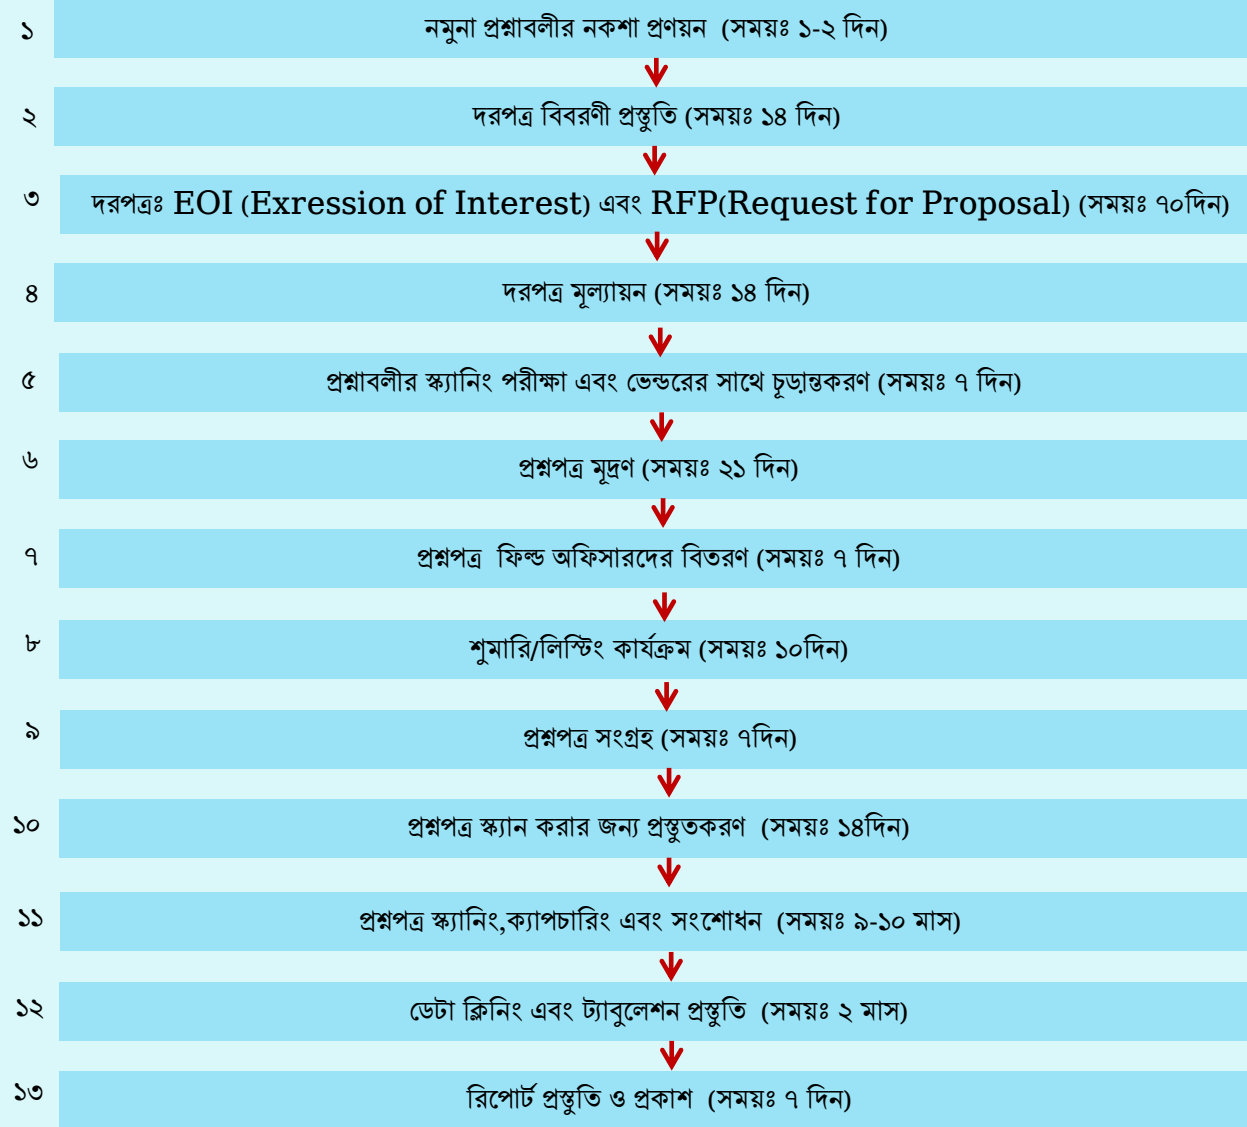 ১ নমুনা প্রশ্নাবলীর নকশা প্রণয়ন (সময়ঃ ১-২ দিন)
২ দরপত্র বিবরণী প্রস্তুতি (সময়ঃ ১৪ দিন)
৩ দরপত্রঃ EOI (Exression of Interest) এবং RFP(Request for Proposal) (সময়ঃ ৭০দিন)
৪ দরপত্র মূল্যায়ন (সময়ঃ ১৪ দিন)
৫ প্রশ্নাবলীর স্ক্যানিং পরীক্ষা এবং ভেন্ডরের সাথে চূড়ান্তকরণ (সময়ঃ ৭ দিন)
৬ প্রশ্নপত্র মূদ্রণ (সময়ঃ ২১ দিন)
৭ প্রশ্নপত্র ফিল্ড অফিসারদের বিতরণ (সময়ঃ ৭ দিন)
৮ শুমারি/লিস্টিং কার্যক্রম (সময়ঃ ১০দিন)
৯ প্রশ্নপত্র সংগ্রহ (সময়ঃ ৭দিন)
১০ প্রশ্নপত্র স্ক্যান করার জন্য প্রস্তুতকরণ (সময়ঃ ১৪দিন)
১১ প্রশ্নপত্র স্ক্যানিং,ক্যাপচারিং এবং সংশোধন (সময়ঃ ৯-১০ মাস)
১২ ডেটা ক্লিনিং এবং ট্যাবুলেশন প্রস্তুতি (সময়ঃ ২ মাস)
১৩ রিপোর্ট প্রস্তুতি ও প্রকাশ (সময়ঃ ৭ দিন)